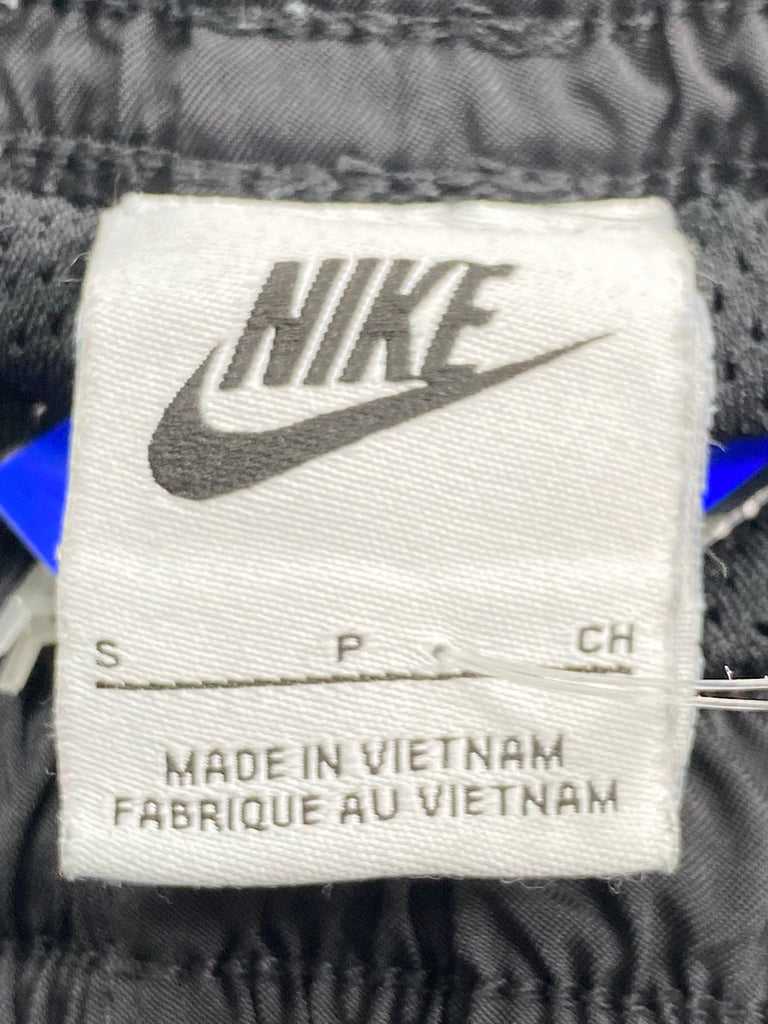 NIKE
S P CH
MADE IN VIETNAM
FABRIQUE AU VIETNAM